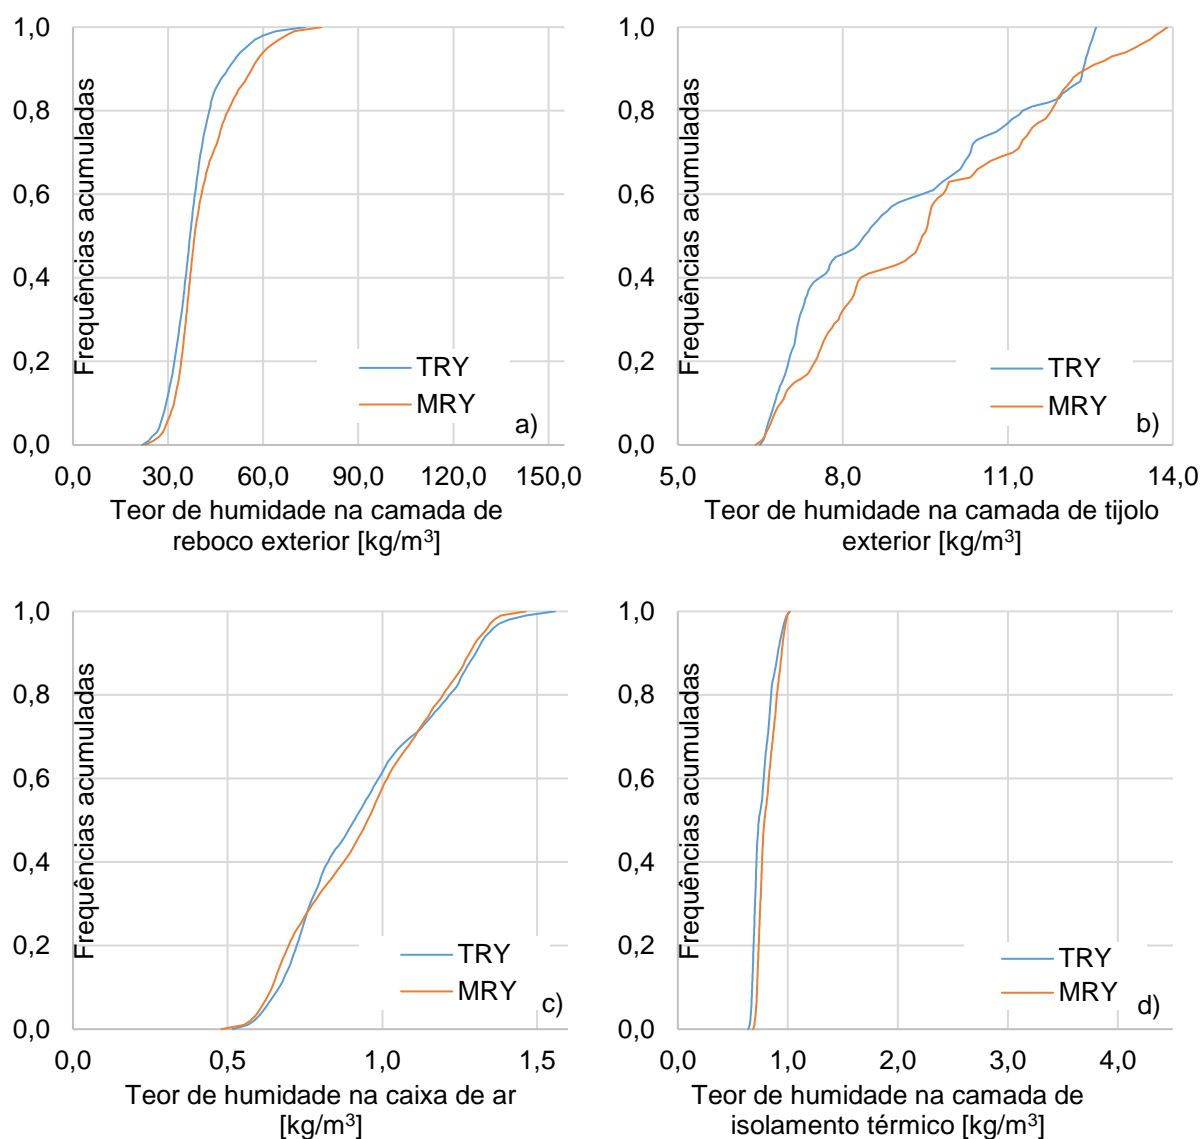 1,0
0,8
0,6
0,4
0,2
0,0
Frequências acumuladas
TRY
MRY
a)
0,0 30,0 60,0 90,0 120,0 150,0
Teor de humidade na camada de
reboco exterior [kg/m³]
1,0
0,8
0,6
0,4
0,2
0,0
Frequências acumuladas
TRY
MRY
b)
5,0 8,0 11,0 14,0
Teor de humidade na camada de tijolo
exterior [kg/m³]
1,0
0,8
0,6
0,4
0,2
0,0
Frequências acumuladas
TRY
MRY
c)
0,0 0,5 1,0 1,5
Teor de humidade na caixa de ar
[kg/m³]
1,0
0,8
0,6
0,4
0,2
0,0
Frequências acumuladas
TRY
MRY
d)
0,0 1,0 2,0 3,0 4,0
Teor de humidade na camada de
isolamento térmico [kg/m³]